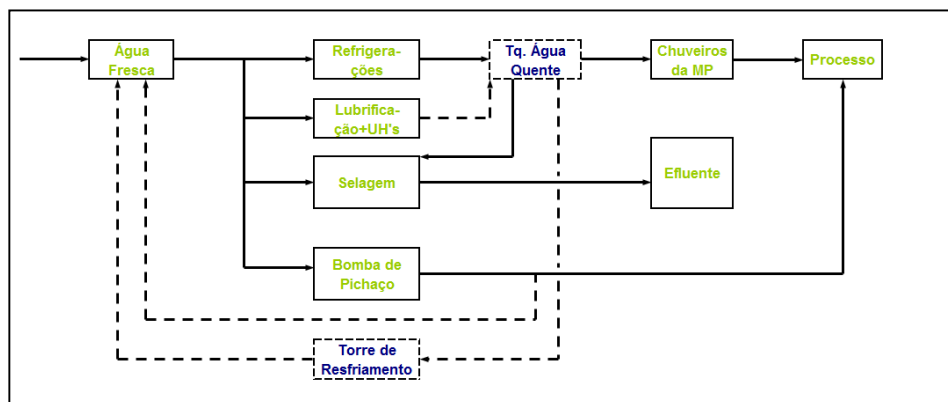 Água
Fresca
Refrigera-
ções
Tq. Água
Quente
Chuveiros
da MP
Processo
Lubrifica-
ção+UH's
Selagem
Efluente
Bomba de
Pichaço
Torre de
Resfriamento